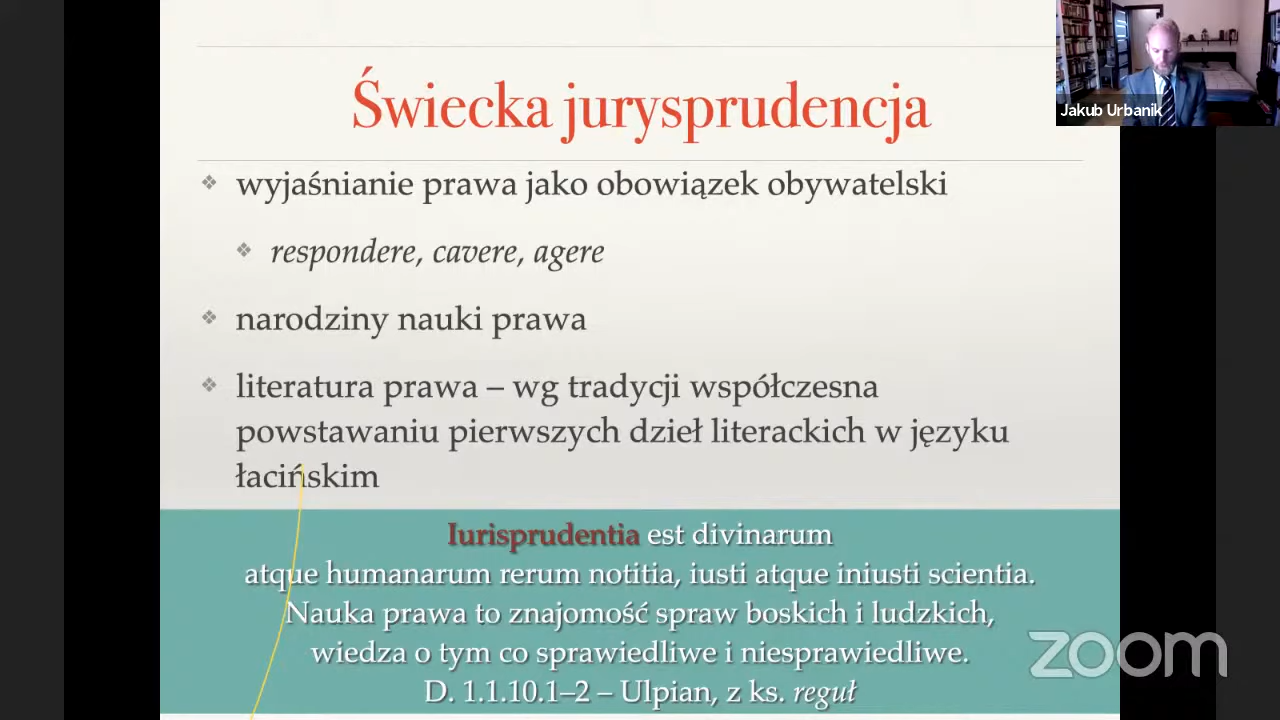 Świecka jurysprudencja
Jakub Urbanik
wyjaśnianie prawa jako obowiązek obywatelski
respondere, cavere, agere
narodziny nauki prawa
literatura prawa – wg tradycji współczesna
powstawaniu pierwszych dzieł literackich w języku
łacińskim
Iurisprudentia est divinarum
atque humanarum rerum notitia, iusti atque iniusti scientia.
Nauka prawa to znajomość spraw boskich i ludzkich,
wiedza o tym co sprawiedliwe i niesprawiedliwe.
D. 1.1.10.1–2 – Ulpian, z ks. reguł
zoom